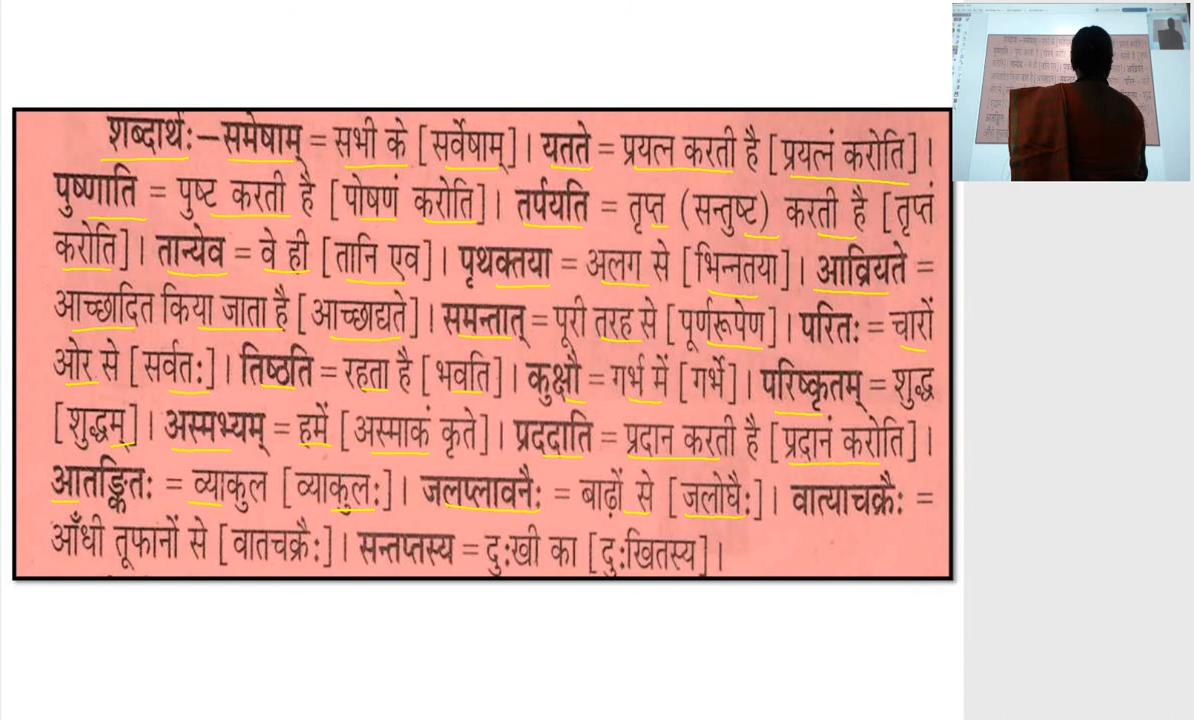 शब्दार्थ:–समेषाम् = सभी के [सर्वेषाम्]। यतते = प्रयत्न करती है [प्रयत्नं करोति]।
पुष्णाति = पुष्ट करती है [पोषणं करोति]। तर्पयति = तृप्त (सन्तुष्ट) करती है [तृप्तं
करोति]। तान्येव = वे ही [तानि एव]। पृथक्तया = अलग से [भिन्नतया]। आव्रियते =
आच्छादित किया जाता है [आच्छाद्यते]। समन्तात् = पूरी तरह से [पूर्णरूपेण]। परित: = चारों
ओर से [सर्वत:]। तिष्ठति = रहता है [भवति]। कुक्षौ = गर्भ में [गर्भे]। परिष्कृतम् = शुद्ध
[शुद्धम्]। अस्मभ्यम् = हमें [अस्माकं कृते]। प्रददाति = प्रदान करती है [प्रदानं करोति]।
आतङ्कित: = व्याकुल [व्याकुल:]। जलप्लावनै: = बाढ़ों से [जलोघै:]। वात्याचक्रै: =
आँधी तूफानों से [वातचक्रै:]। सन्तप्तस्य = दु:खी का [दु:खितस्य]।